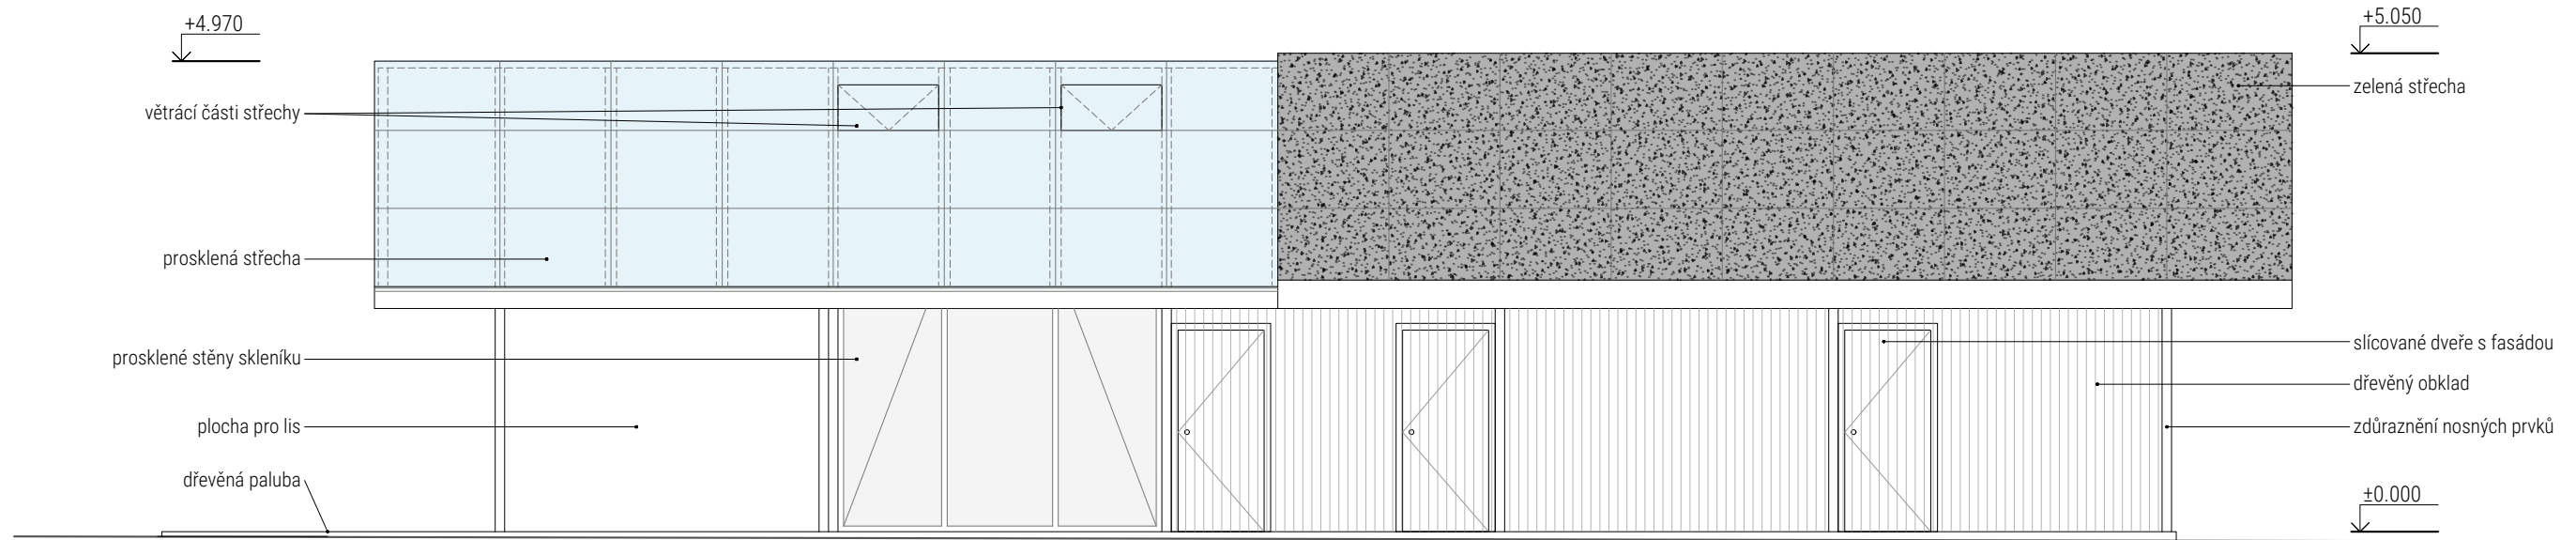 +4.970
+5.050
větrácí části střechy
zelená střecha
prosklená střecha
prosklené stěny skleníku
slícované dveře s fasádou
dřevěný obklad
plocha pro lis
zdůraznění nosných prvků
dřevěná paluba
±0.000